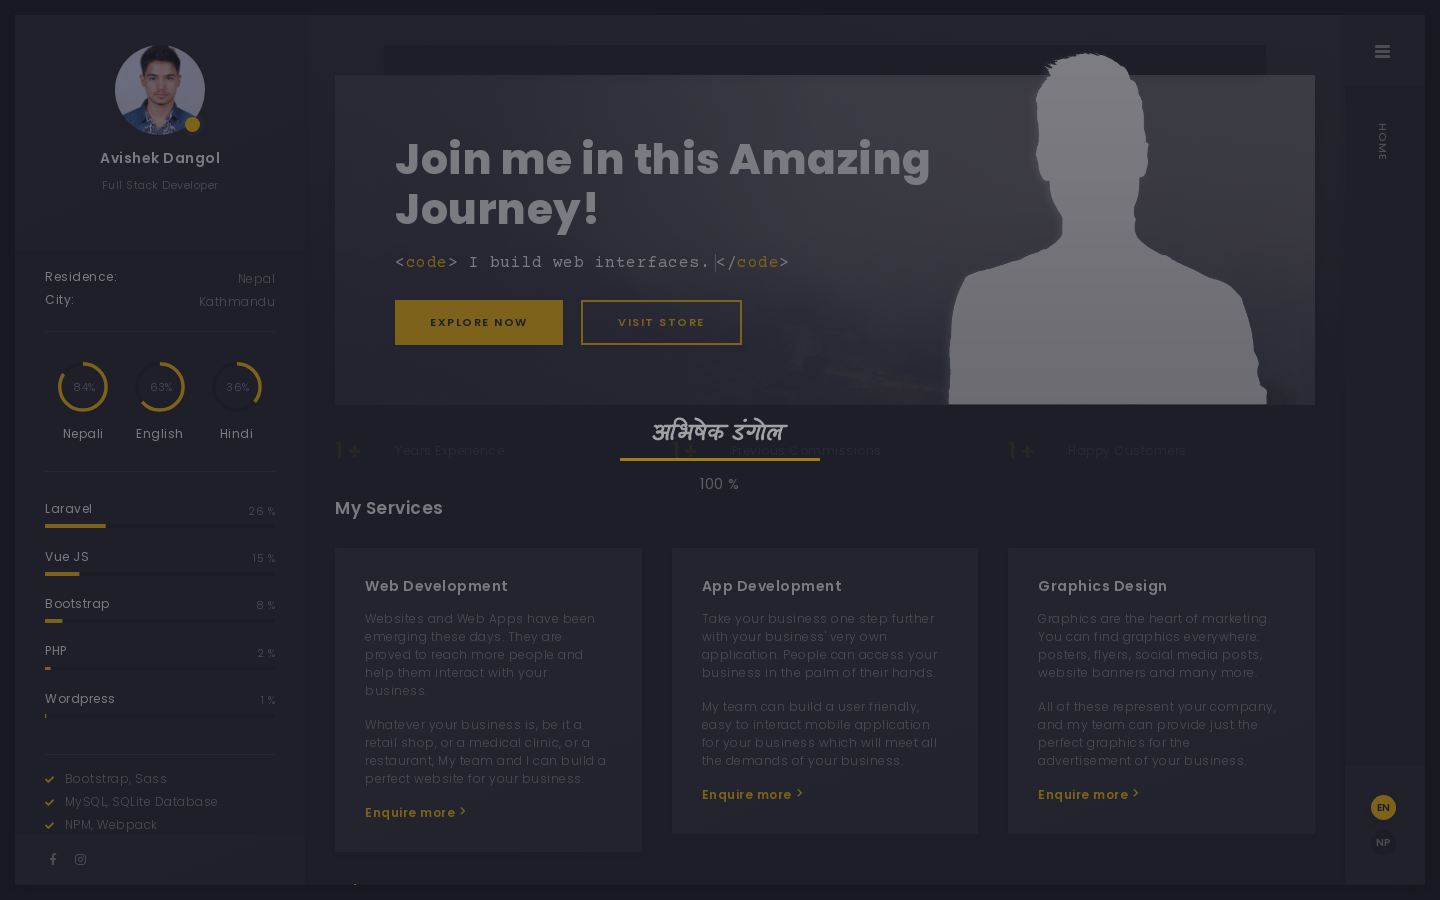 Avishek Dangol
Full Stack Developer
Residence: Nepal
City: Kathmandu
84% 63% 36%
Nepali English Hindi
Laravel 26 %
Vue JS 15 %
Bootstrap 8 %
PHP 2 %
Wordpress 1 %
Bootstrap, Sass
MySQL, SQLite Database
NPM, Webpack
Join me in this Amazing
Journey!
<code> I build web interfaces. </code>
EXPLORE NOW VISIT STORE
अभिषेक डंगोल
100 %
1 + Years Experience
1 + Previous Commissions
1 + Happy Customers
My Services
Web Development
Websites and Web Apps have been
emerging these days. They are
proved to reach more people and
help them interact with your
business.
Whatever your business is, be it a
retail shop, or a medical clinic, or a
restaurant, My team and I can build a
perfect website for your business.
Enquire more
App Development
Take your business one step further
with your business' very own
application. People can access your
business in the palm of their hands.
My team can build a user friendly,
easy to interact mobile application
for your business which will meet all
the demands of your business.
Enquire more
Graphics Design
Graphics are the heart of marketing.
You can find graphics everywhere:
posters, flyers, social media posts,
website banners and many more.
All of these represent your company,
and my team can provide just the
perfect graphics for the
advertisement of your business.
Enquire more
HOME
EN
NP